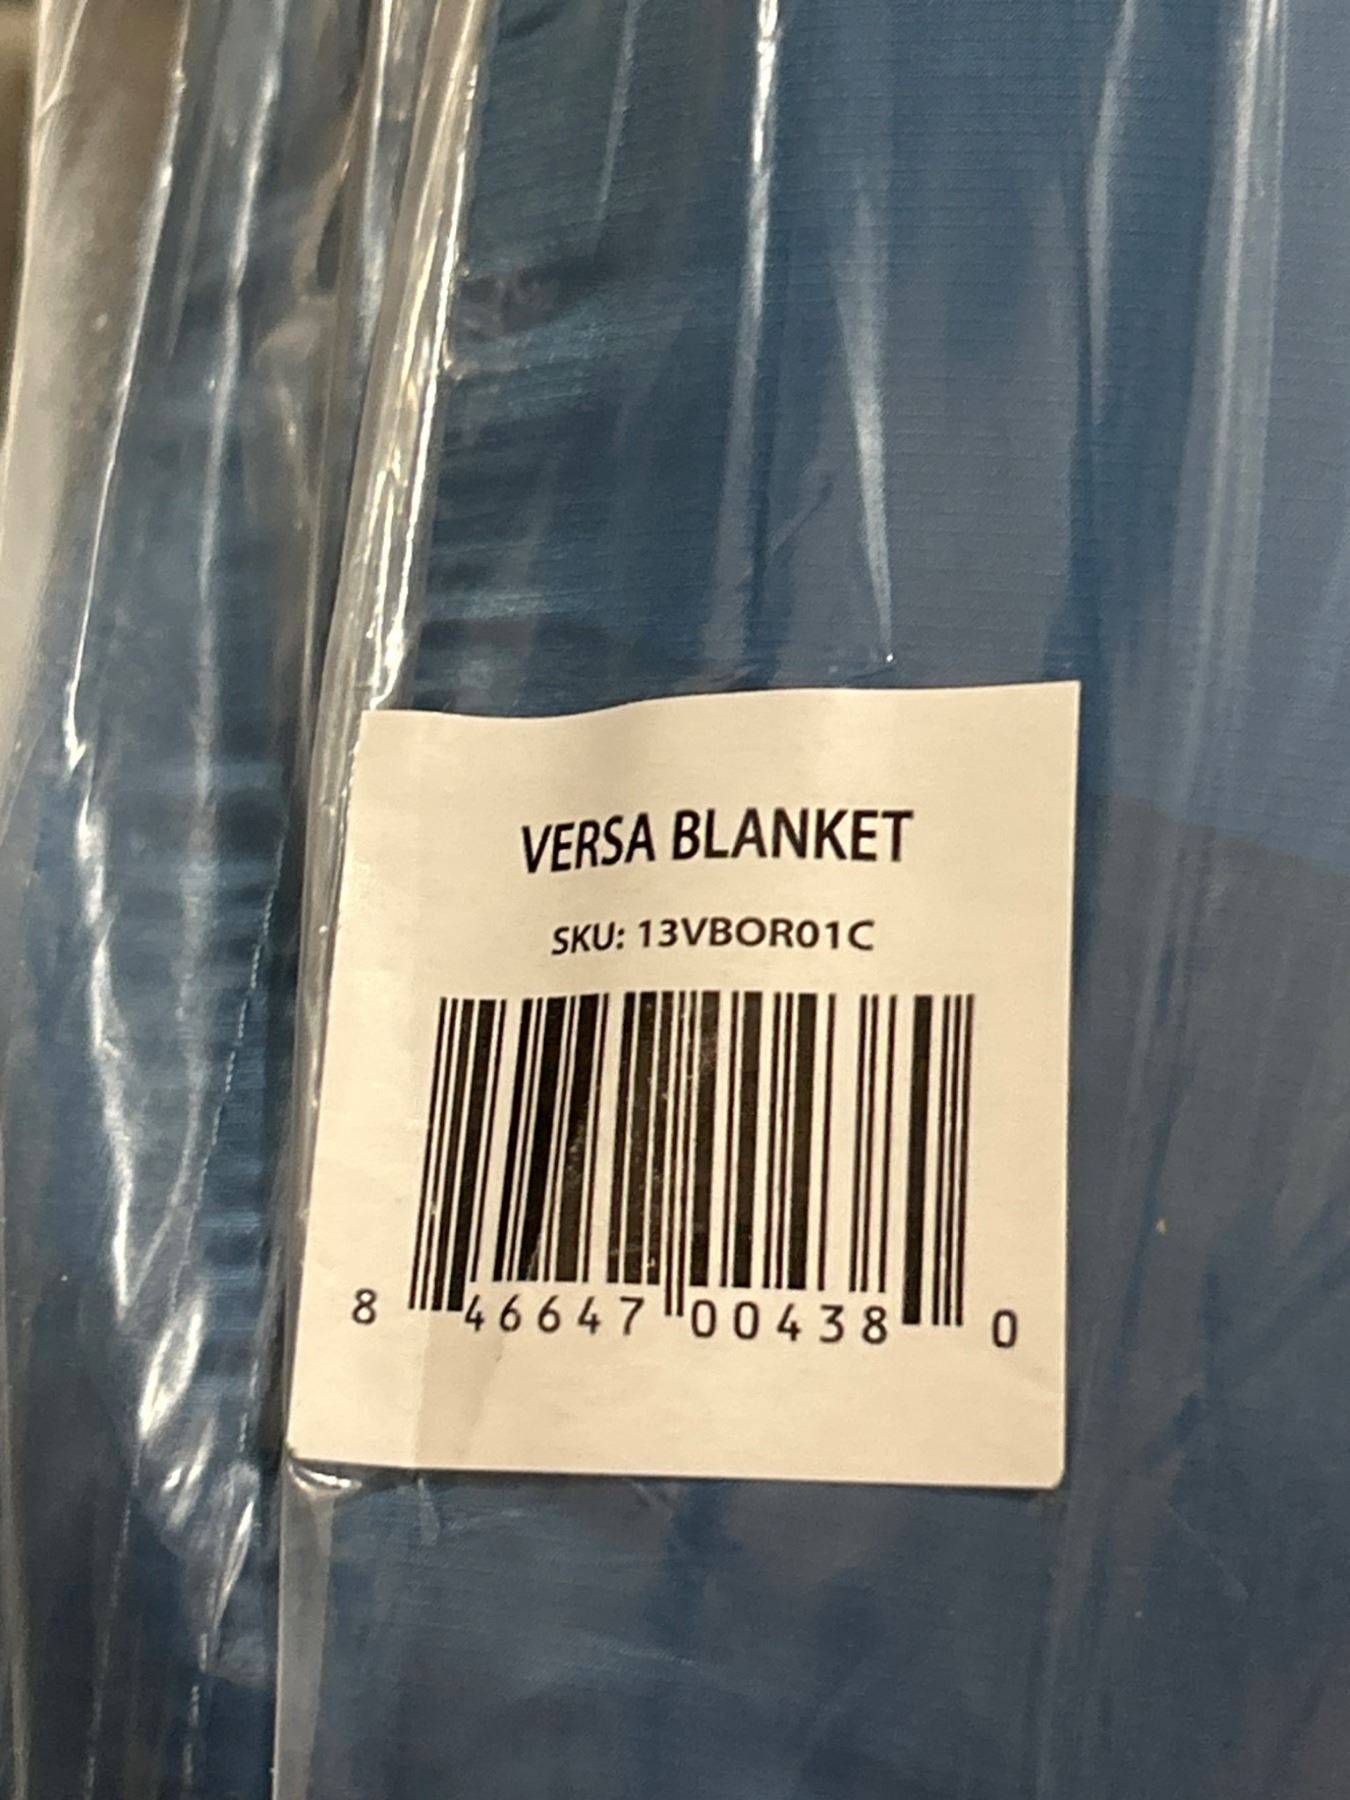 VERSA BLANKET
SKU: 13VBOR01C
8 46647 00438 0